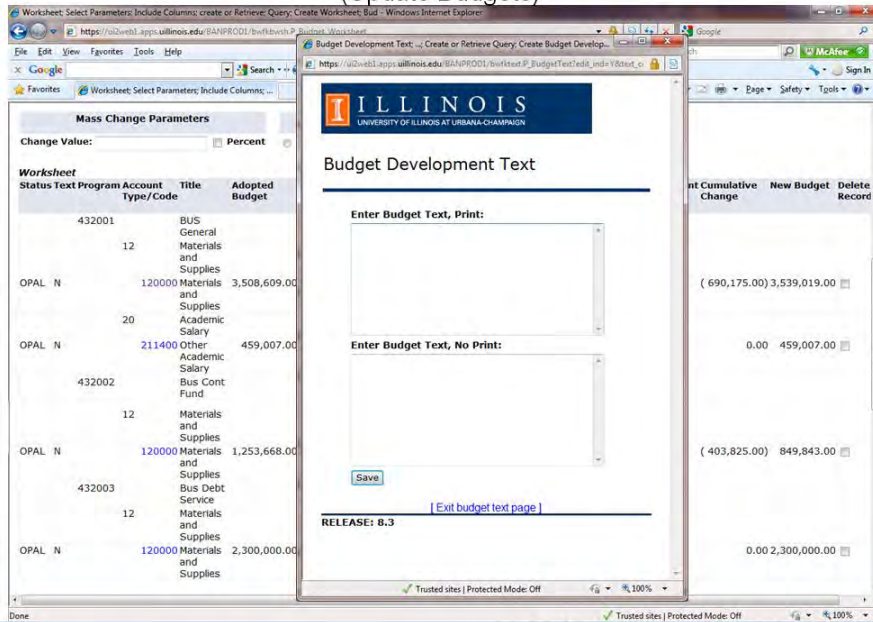 (Update Budgets)
Worksheet; Select Parameters; Include Columns; create or Retrieve; Query; Create Worksheet; Bud - Windows Internet Explorer
Google
File Edit View Favorites Tools Help
McAfee
Google
Search
Sign In
Favorites
Worksheet; Select Parameters; Include Columns; ...
Page Safety Tools
Mass Change Parameters
Change Value:
Percent
Worksheet
Status Text Program Account Type/Code Title Adopted Budget
Cumulative Change New Budget Delete Record
432001 BUS General
12 Materials and Supplies
OPAL N 120000 Materials and Supplies 3,508,609.00 ( 690,175.00) 3,539,019.00
20 Academic Salary
OPAL N 211400 Other Academic Salary 459,007.00 0.00 459,007.00
432002 Bus Cont Fund
12 Materials and Supplies
OPAL N 120000 Materials and Supplies 1,253,668.00 ( 403,825.00) 849,843.00
432003 Bus Debt Service
12 Materials and Supplies
OPAL N 120000 Materials and Supplies 2,300,000.00 0.00 2,300,000.00
Done
Trusted sites | Protected Mode: Off
100%
Budget Development Text; ..; Create or Retrieve Query; Create Budget Develop...
I ILLINOIS
UNIVERSITY OF ILLINOIS AT URBANA-CHAMPAIGN
Budget Development Text
Enter Budget Text, Print:
Enter Budget Text, No Print:
Save
[ Exit budget text page ]
RELEASE: 8.3
Trusted sites | Protected Mode: Off
100%